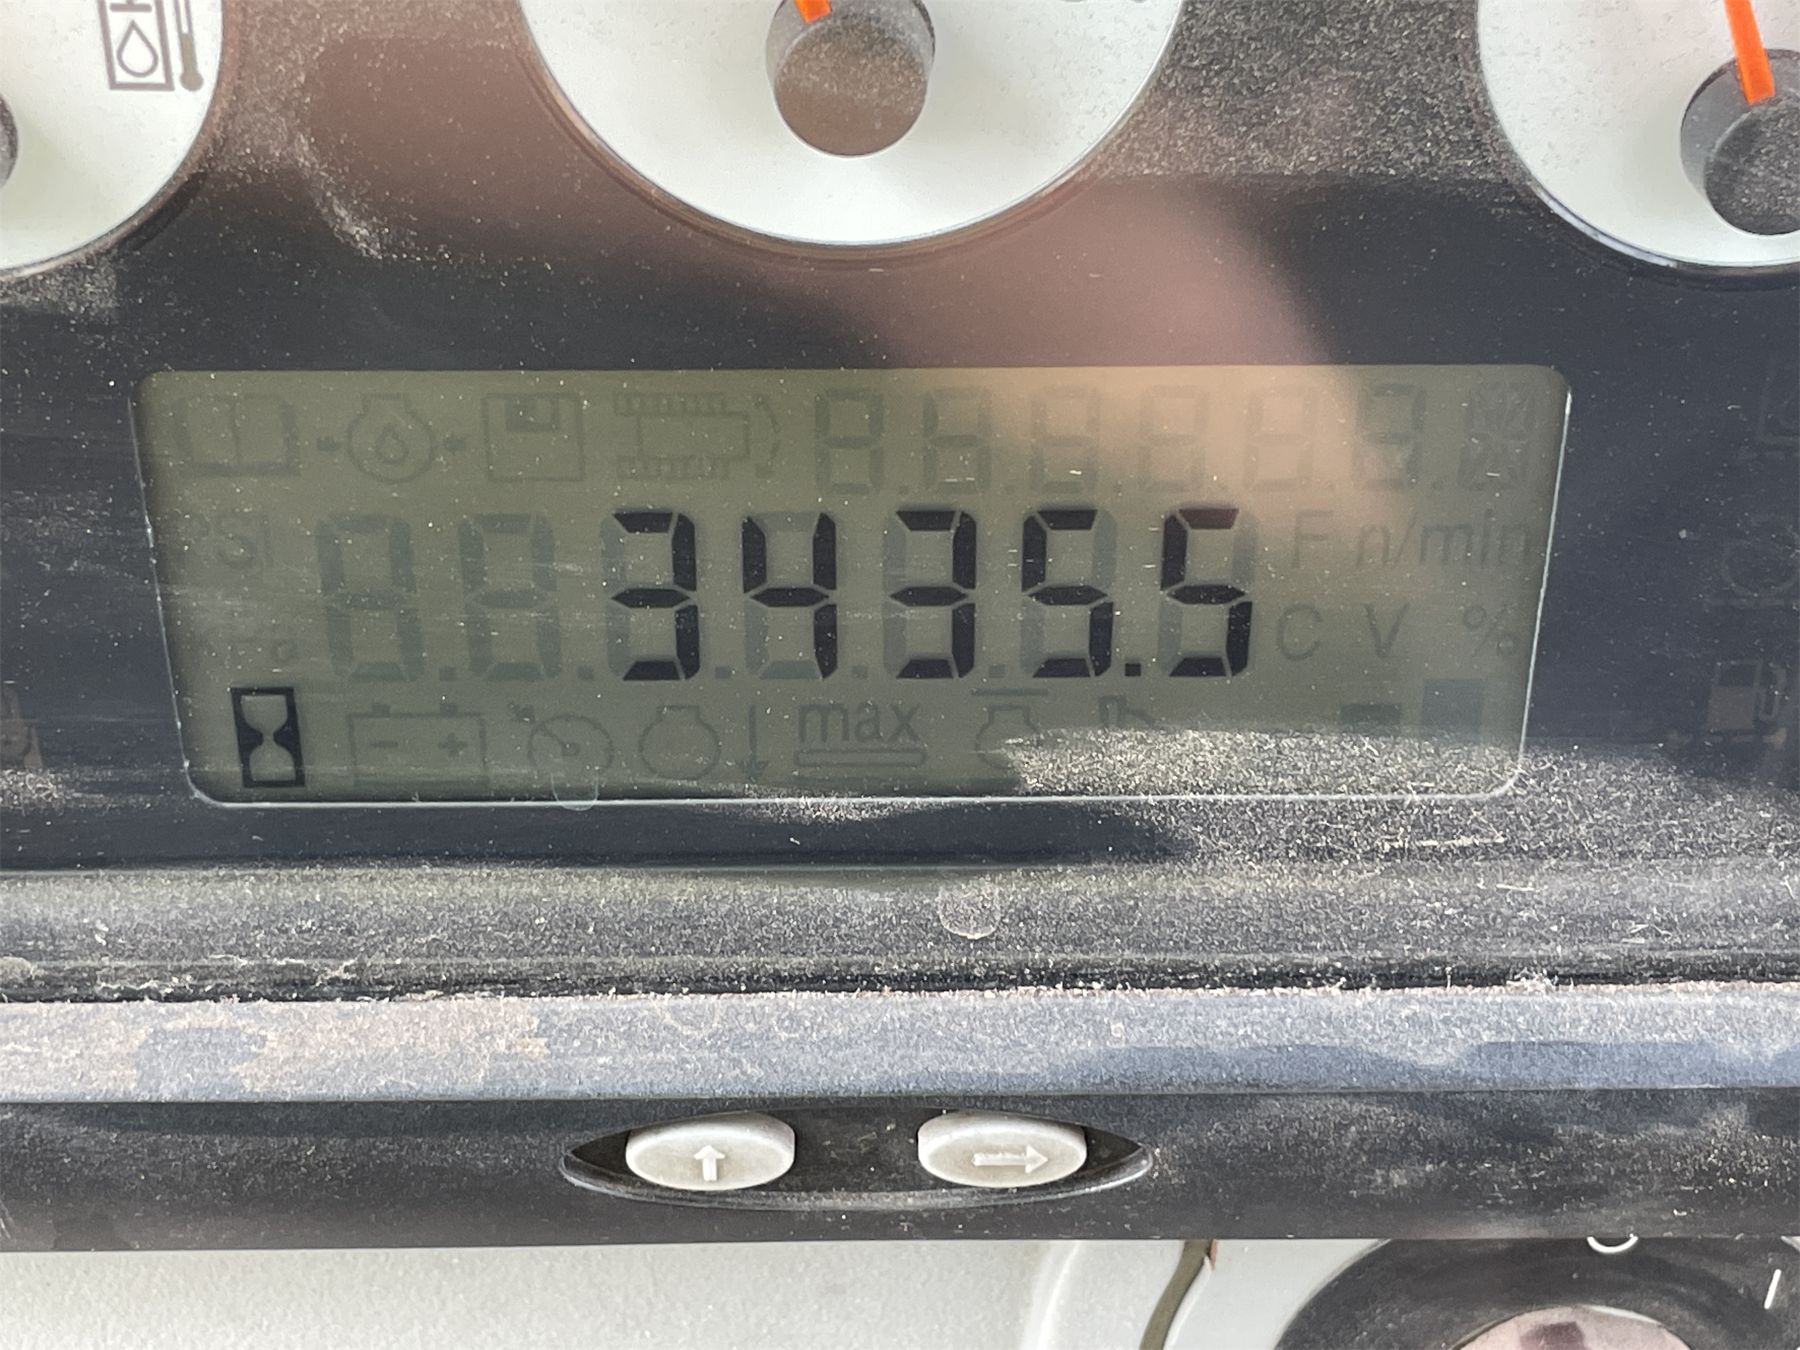 PSI
3435.5
F n/min
C V %
max